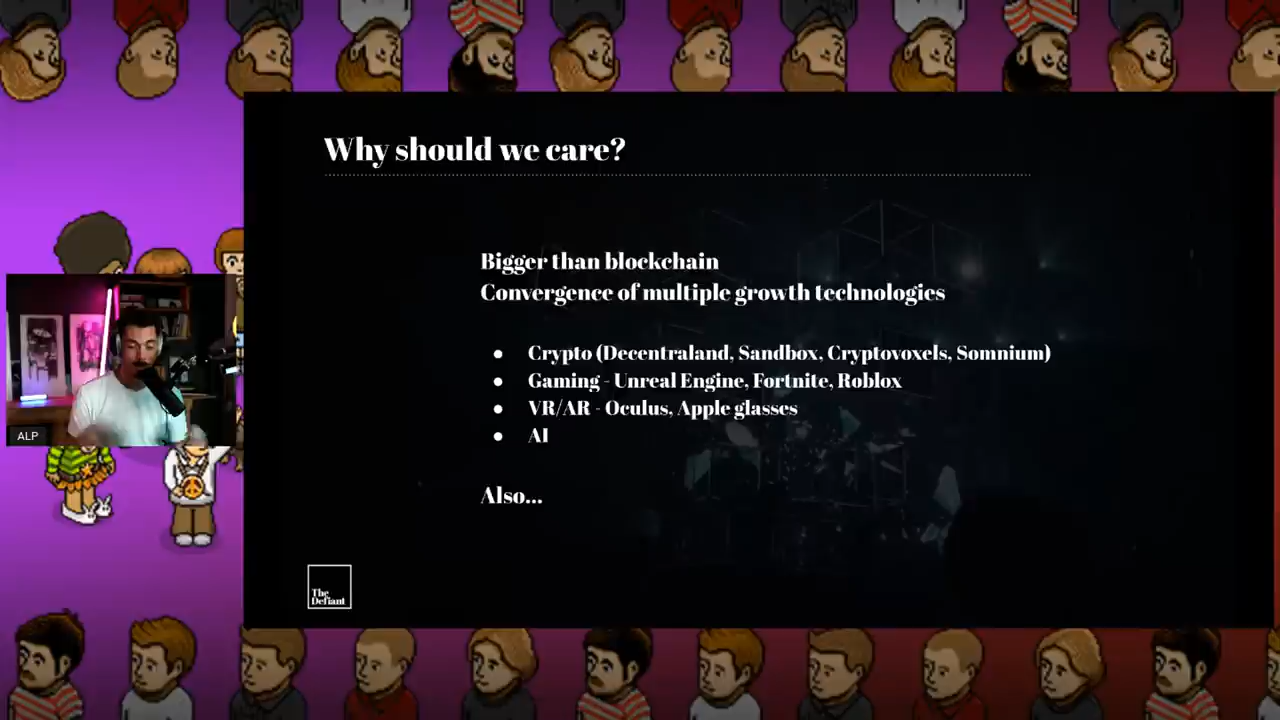 Why should we care?
Bigger than blockchain
Convergence of multiple growth technologies
● Crypto (Decentraland, Sandbox, Cryptovoxels, Somnium)
● Gaming - Unreal Engine, Fortnite, Roblox
● VR/AR - Oculus, Apple glasses
● AI
ALP
Also...
The
Defiant